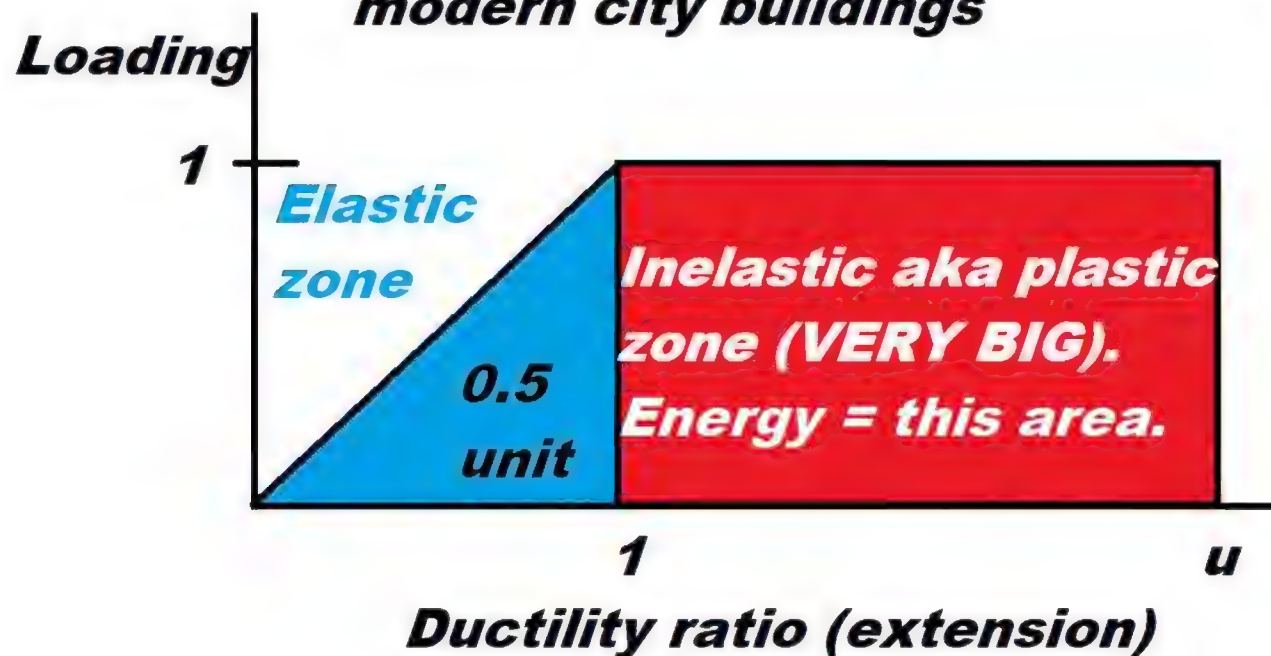 modern city buildings
Loading
1
Elastic
zone
Inelastic aka plastic
zone (VERY BIG).
Energy = this area.
0.5
unit
1
u
Ductility ratio (extension)